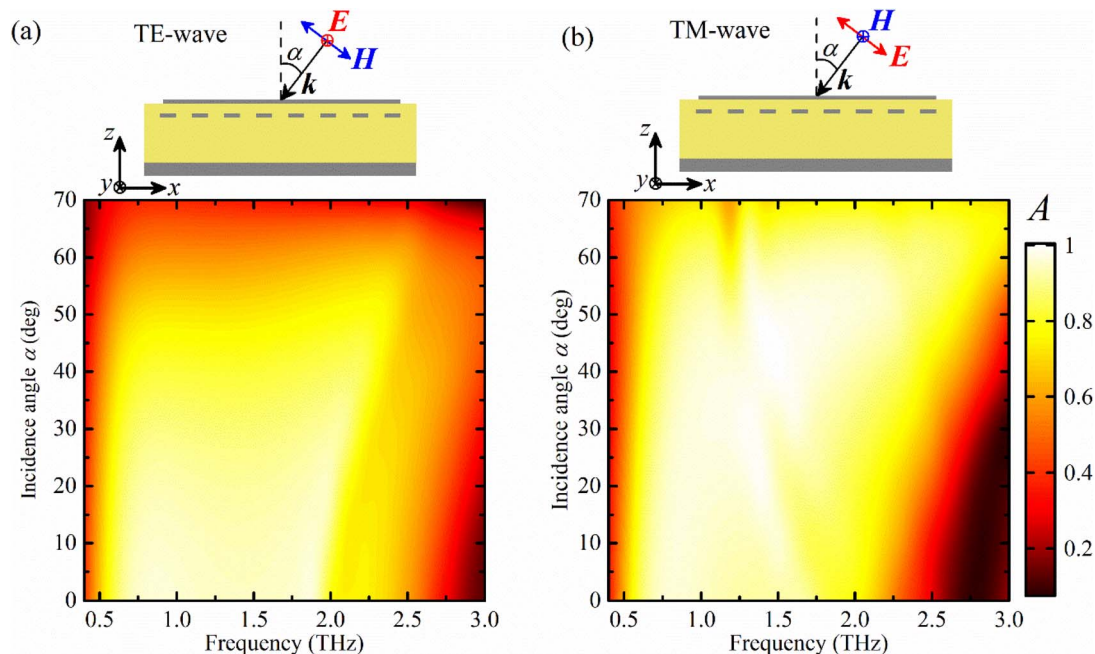 (a) TE-wave
E
H
α
k
z
y
x
70
60
50
40
30
20
10
0
Incidence angle α (deg)
0.5 1.0 1.5 2.0 2.5 3.0
Frequency (THz)
(b) TM-wave
H
E
α
k
z
y
x
70
60
50
40
30
20
10
0
Incidence angle α (deg)
0.5 1.0 1.5 2.0 2.5 3.0
Frequency (THz)
A
1
0.8
0.6
0.4
0.2